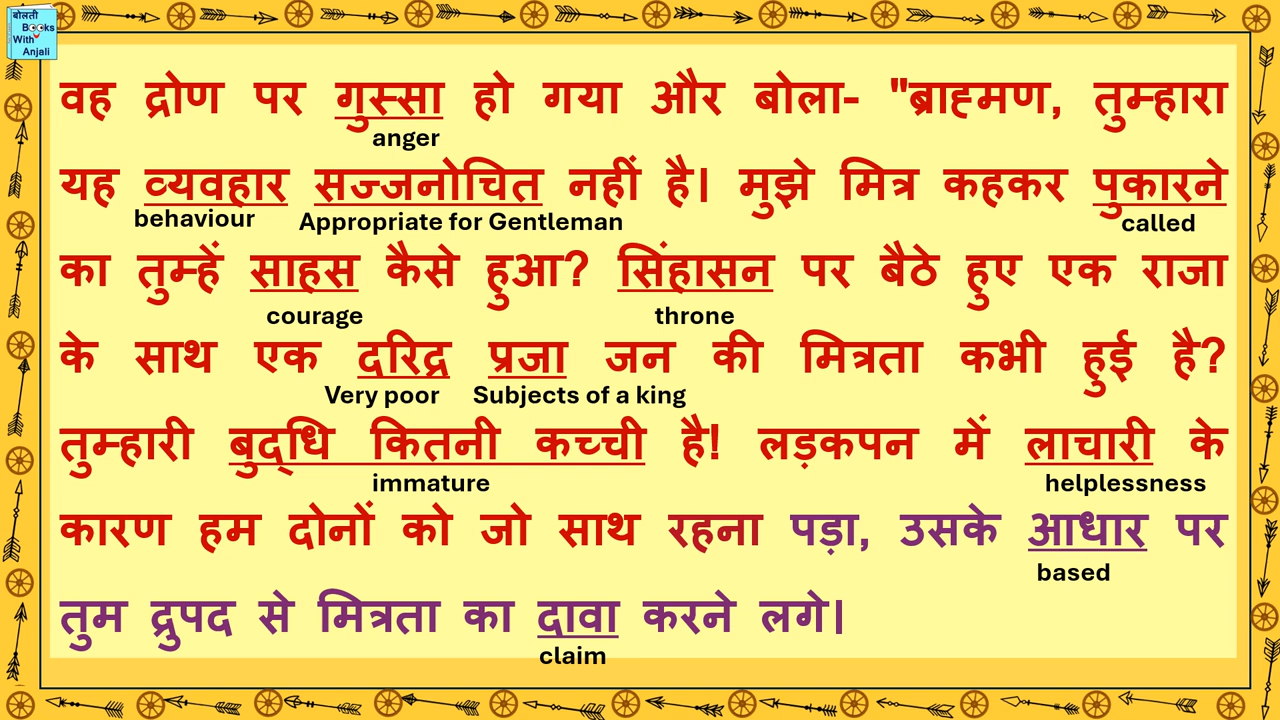 बोलती
Books
With
Anjali
वह द्रोण पर गुस्सा हो गया और बोला- "ब्राह्मण, तुम्हारा
anger
यह व्यवहार सज्जनोचित नहीं है। मुझे मित्र कहकर पुकारने
behaviour Appropriate for Gentleman called
का तुम्हें साहस कैसे हुआ? सिंहासन पर बैठे हुए एक राजा
courage throne
के साथ एक दरिद्र प्रजा जन की मित्रता कभी हुई है?
Very poor Subjects of a king
तुम्हारी बुद्धि कितनी कच्ची है! लड़कपन में लाचारी के
immature helplessness
कारण हम दोनों को जो साथ रहना पड़ा, उसके आधार पर
based
तुम द्रुपद से मित्रता का दावा करने लगे।
claim